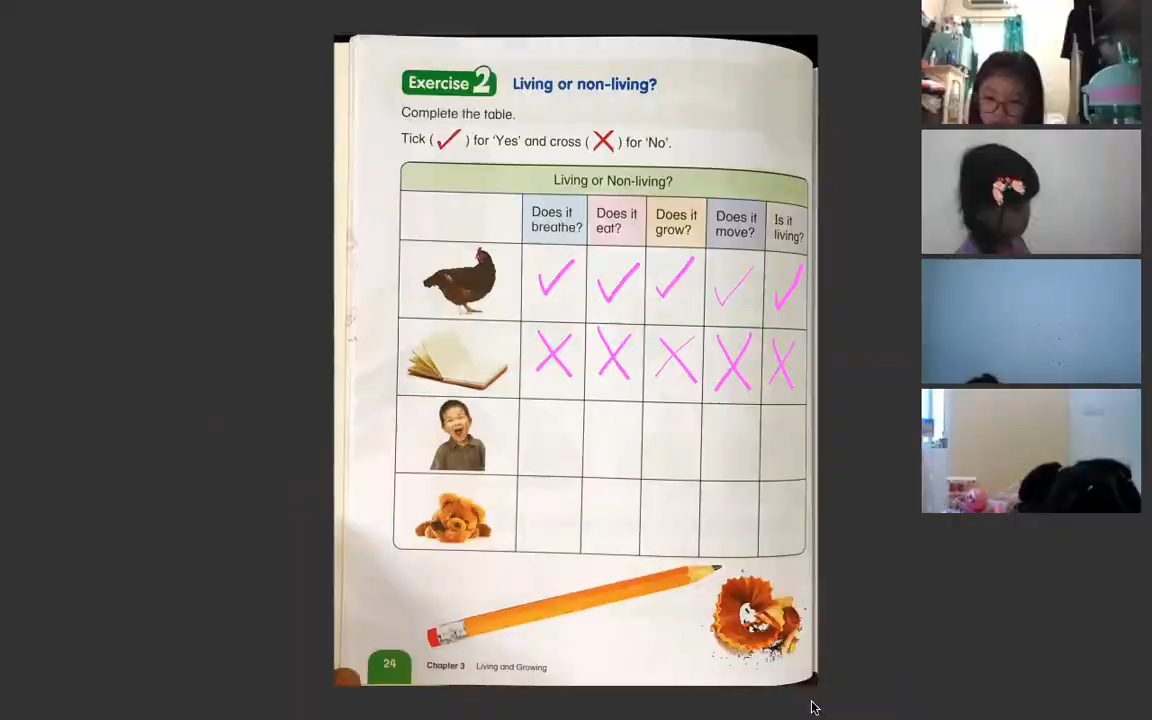 Exercise 2 Living or non-living?
Complete the table.
Tick ( ✓ ) for 'Yes' and cross ( ✗ ) for 'No'.
Living or Non-living?
Does it breathe?
Does it eat?
Does it grow?
Does it move?
Is it living?
✓ ✓ ✓ ✓ ✓
✗ ✗ ✗ ✗ ✗
24 Chapter 3 Living and Growing